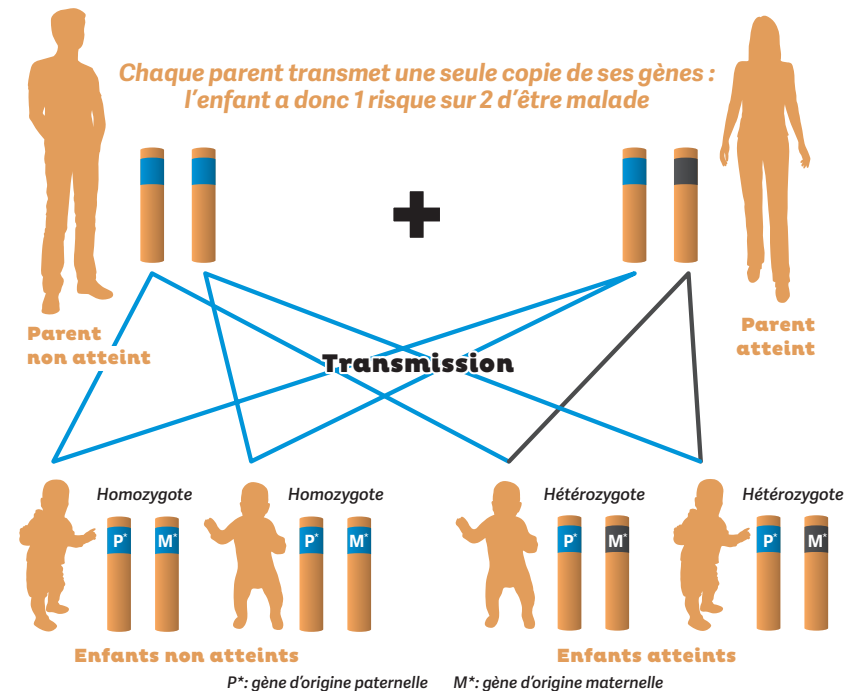 Chaque parent transmet une seule copie de ses gènes :
l'enfant a donc 1 risque sur 2 d'être malade
Parent
non atteint
Parent
atteint
Transmission
Homozygote
Homozygote
Hétérozygote
Hétérozygote
P* M*
P* M*
P* M*
P* M*
Enfants non atteints
Enfants atteints
P*: gène d'origine paternelle M*: gène d'origine maternelle